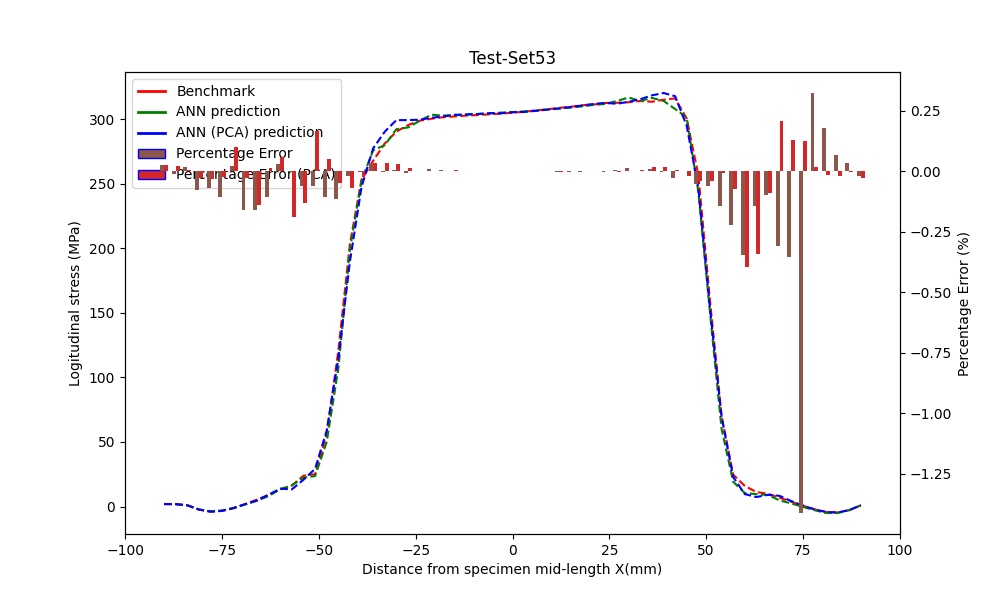 Test-Set53
Benchmark
ANN prediction
ANN (PCA) prediction
Percentage Error
Percentage Error (PCA)
Logitudinal stress (MPa)
300
250
200
150
100
50
0
0.25
0.00
−0.25
−0.50
−0.75
−1.00
−1.25
Percentage Error (%)
−100 −75 −50 −25 0 25 50 75 100
Distance from specimen mid-length X(mm)